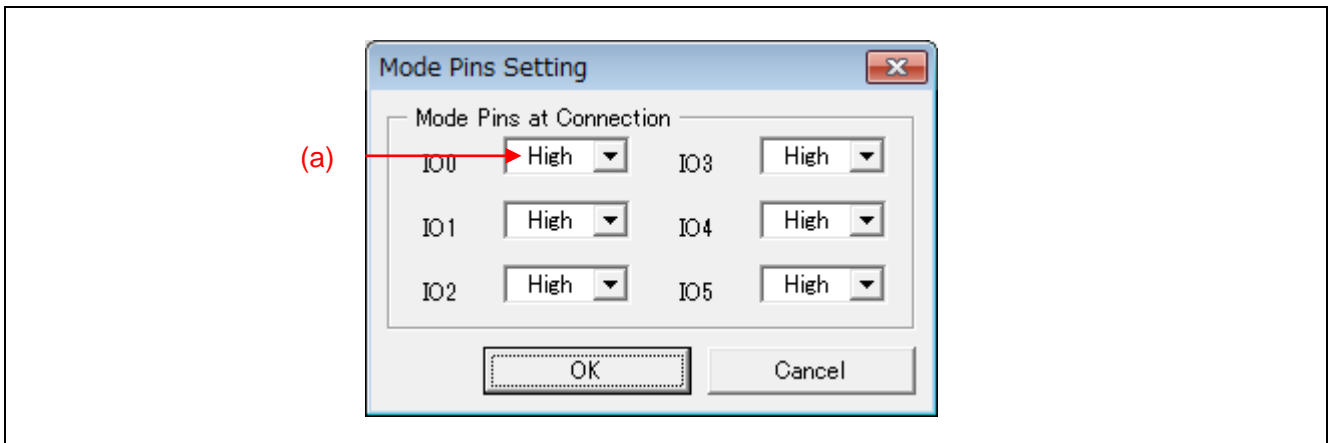 Mode Pins Setting
Mode Pins at Connection
(a)
IO0 High IO3 High
IO1 High IO4 High
IO2 High IO5 High
OK Cancel